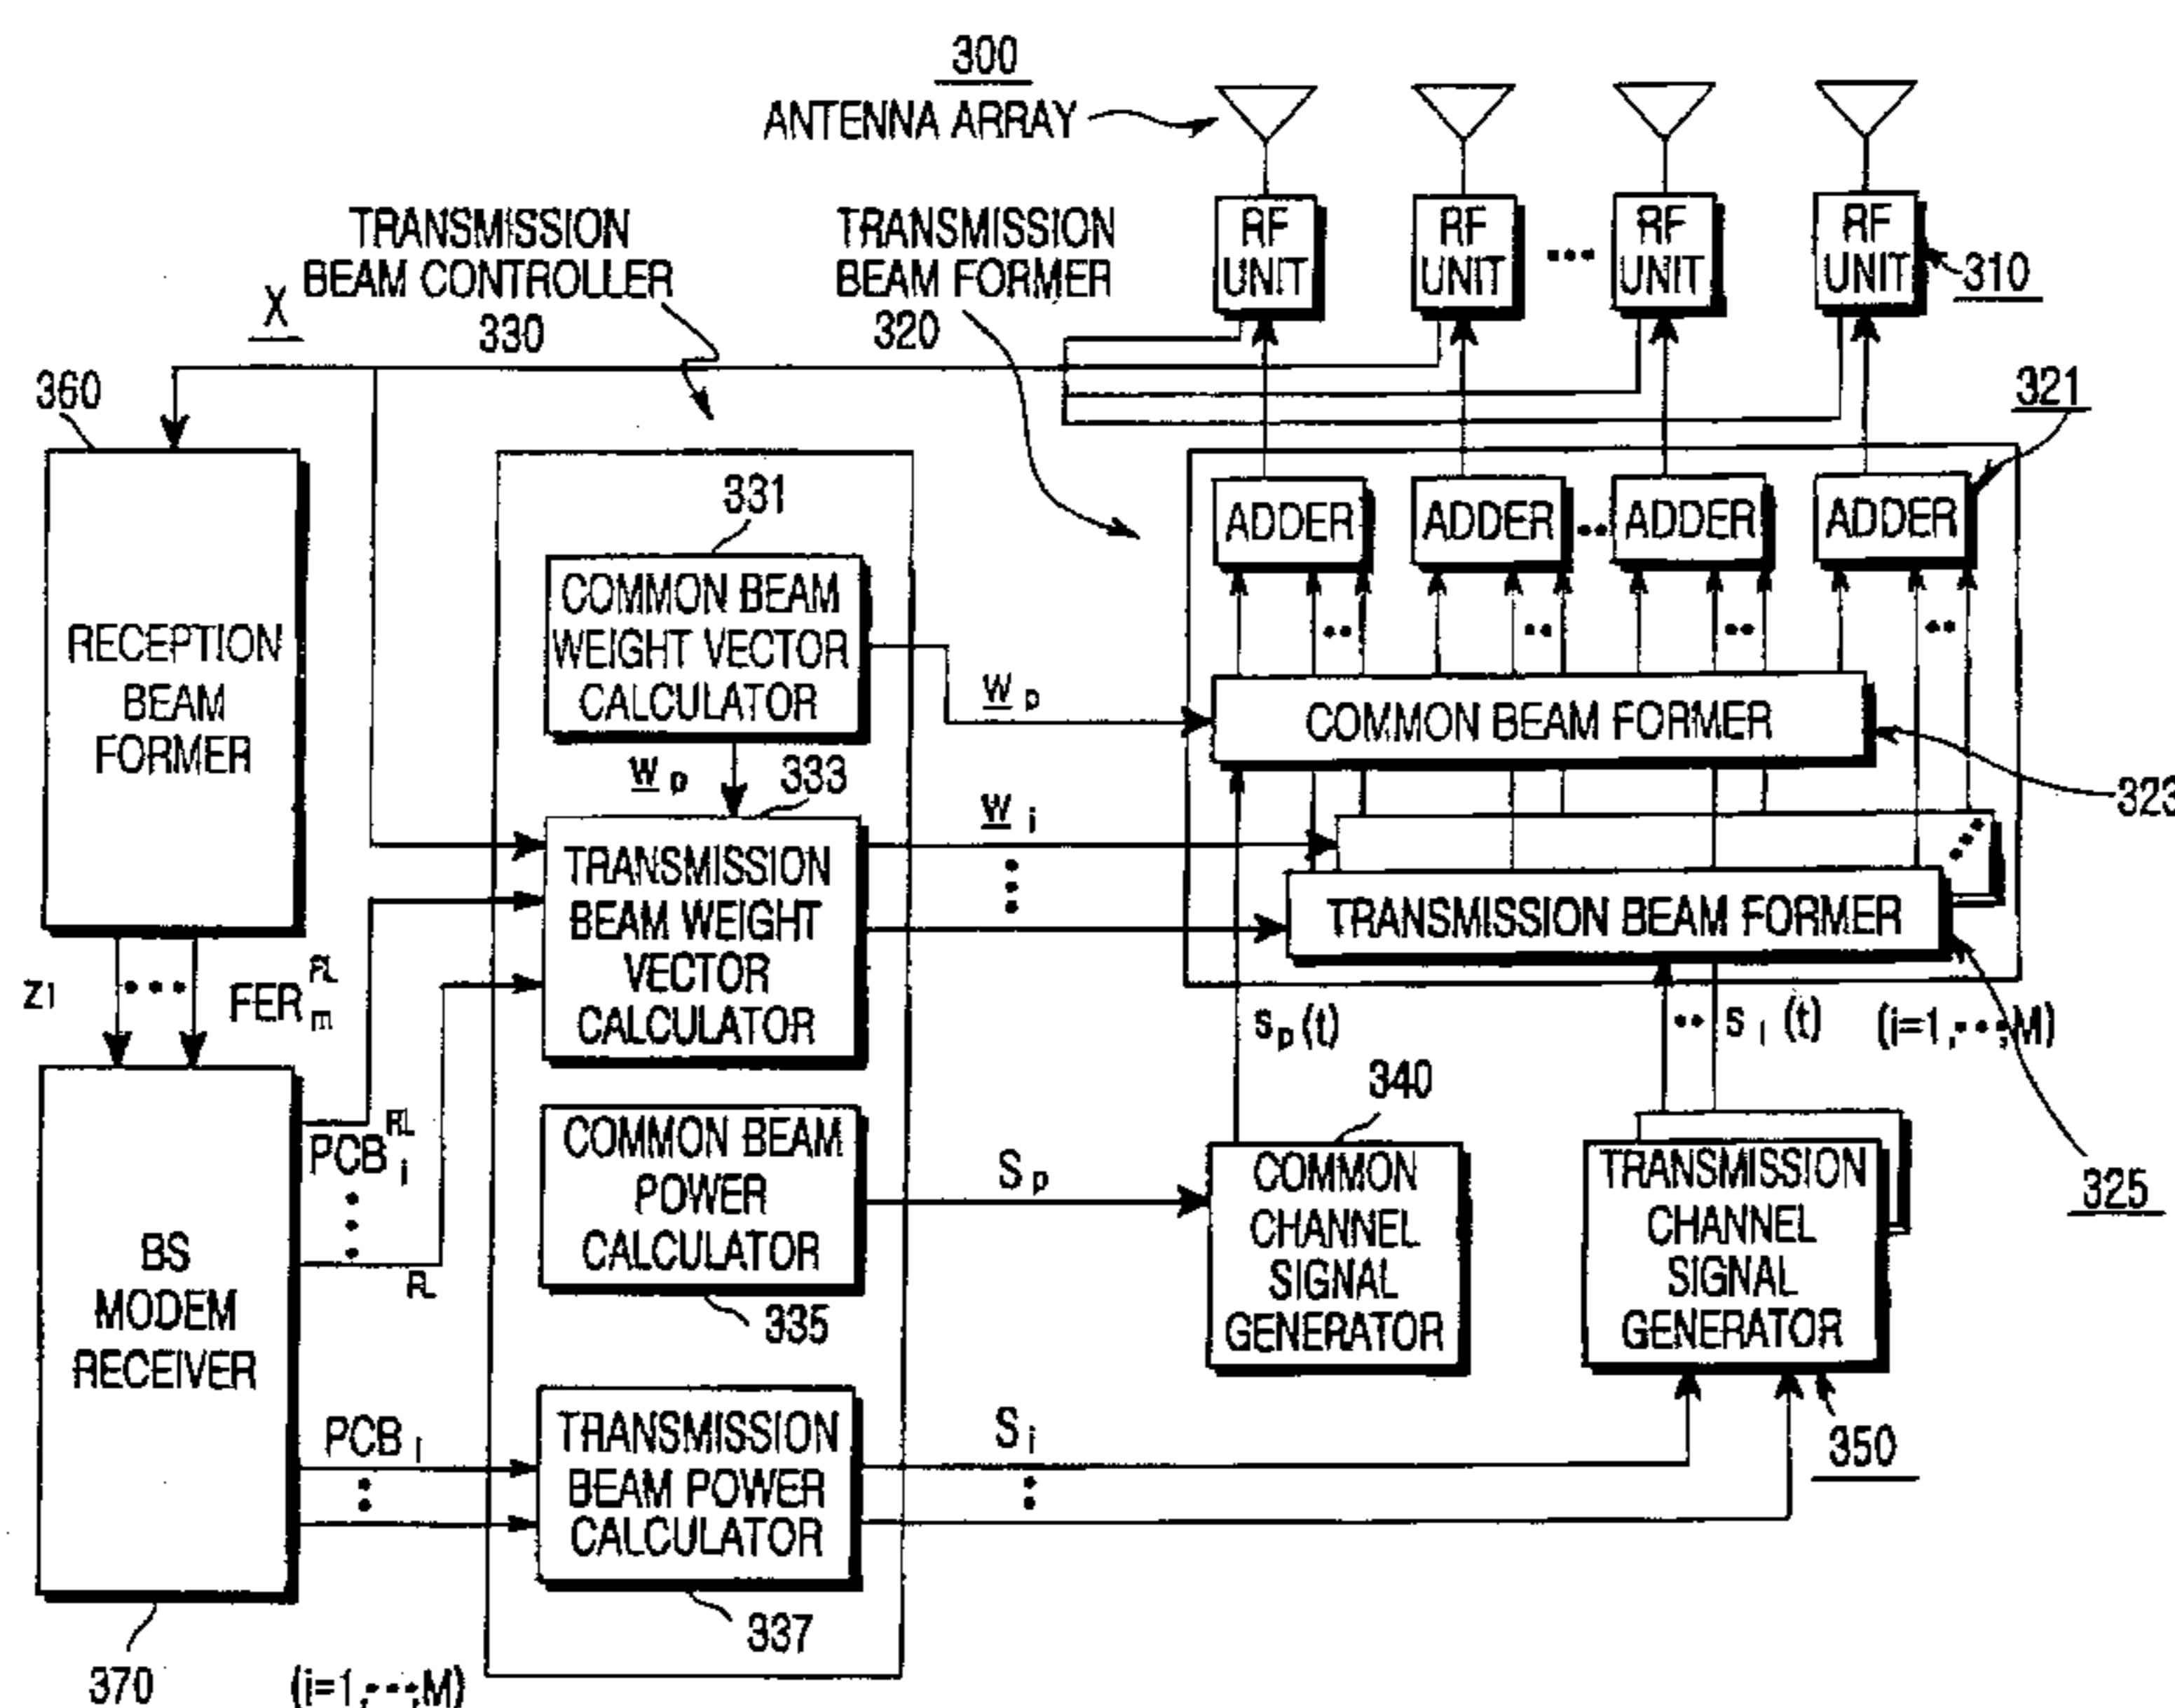 300
ANTENNA ARRAY
TRANSMISSION
BEAM CONTROLLER
330
TRANSMISSION
BEAM FORMER
320
RF
UNIT
RF
UNIT
RF
UNIT
RF
UNIT
310
X
360
321
331
ADDER
ADDER
ADDER
ADDER
RECEPTION
BEAM
FORMER
COMMON BEAM
WEIGHT VECTOR
CALCULATOR
w p
COMMON BEAM FORMER
323
w p
333
w i
TRANSMISSION
BEAM WEIGHT
VECTOR
CALCULATOR
TRANSMISSION BEAM FORMER
325
z1
FER m RL
sp(t)
s i (t)
(i=1,•••,M)
BS
MODEM
RECEIVER
PCB i RL
RL
COMMON BEAM
POWER
CALCULATOR
335
Sp
340
COMMON
CHANNEL
SIGNAL
GENERATOR
TRANSMISSION
CHANNEL
SIGNAL
GENERATOR
350
PCB i
TRANSMISSION
BEAM POWER
CALCULATOR
337
Si
370
(i=1,•••,M)